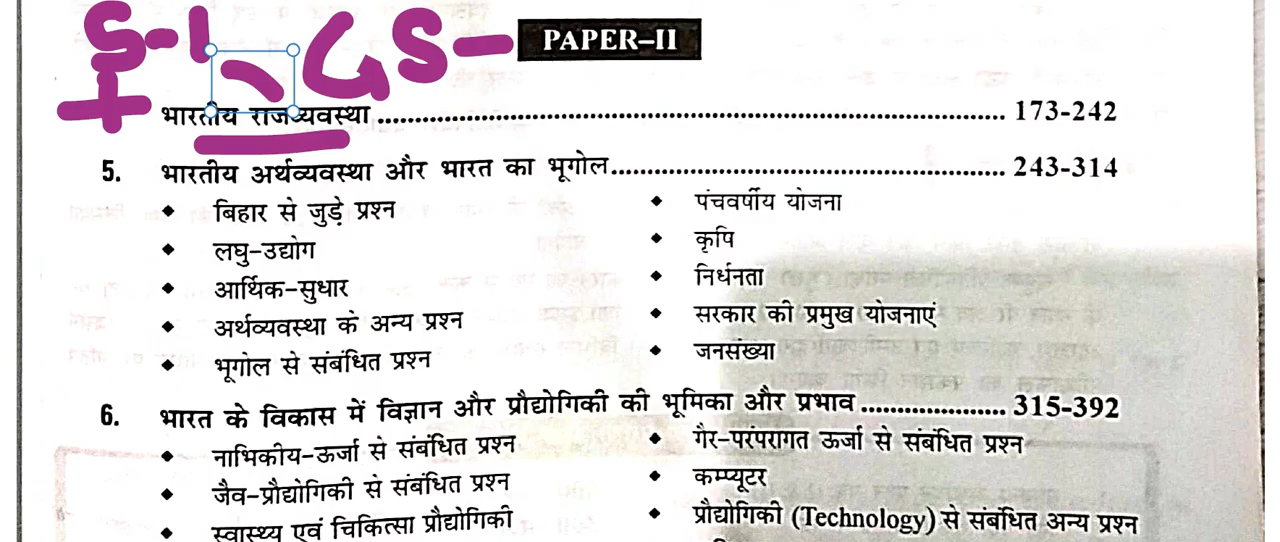 S-1 GS- PAPER-II
भारतीय राजव्यवस्था 173-242
5. भारतीय अर्थव्यवस्था और भारत का भूगोल 243-314
◆ बिहार से जुड़े प्रश्न ◆ पंचवर्षीय योजना
◆ लघु-उद्योग ◆ कृषि
◆ आर्थिक-सुधार ◆ निर्धनता
◆ अर्थव्यवस्था के अन्य प्रश्न ◆ सरकार की प्रमुख योजनाएं
◆ भूगोल से संबंधित प्रश्न ◆ जनसंख्या
6. भारत के विकास में विज्ञान और प्रौद्योगिकी की भूमिका और प्रभाव 315-392
◆ नाभिकीय-ऊर्जा से संबंधित प्रश्न ◆ गैर-परंपरागत ऊर्जा से संबंधित प्रश्न
◆ जैव-प्रौद्योगिकी से संबंधित प्रश्न ◆ कम्प्यूटर
◆ स्वास्थ्य एवं चिकित्सा प्रौद्योगिकी ◆ प्रौद्योगिकी (Technology) से संबंधित अन्य प्रश्न